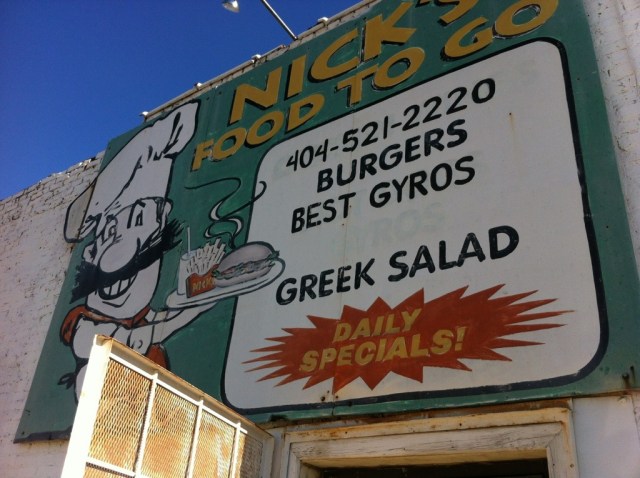 NICK'S
FOOD TO GO
404-521-2220
BURGERS
BEST GYROS
GREEK SALAD
DAILY
SPECIALS!